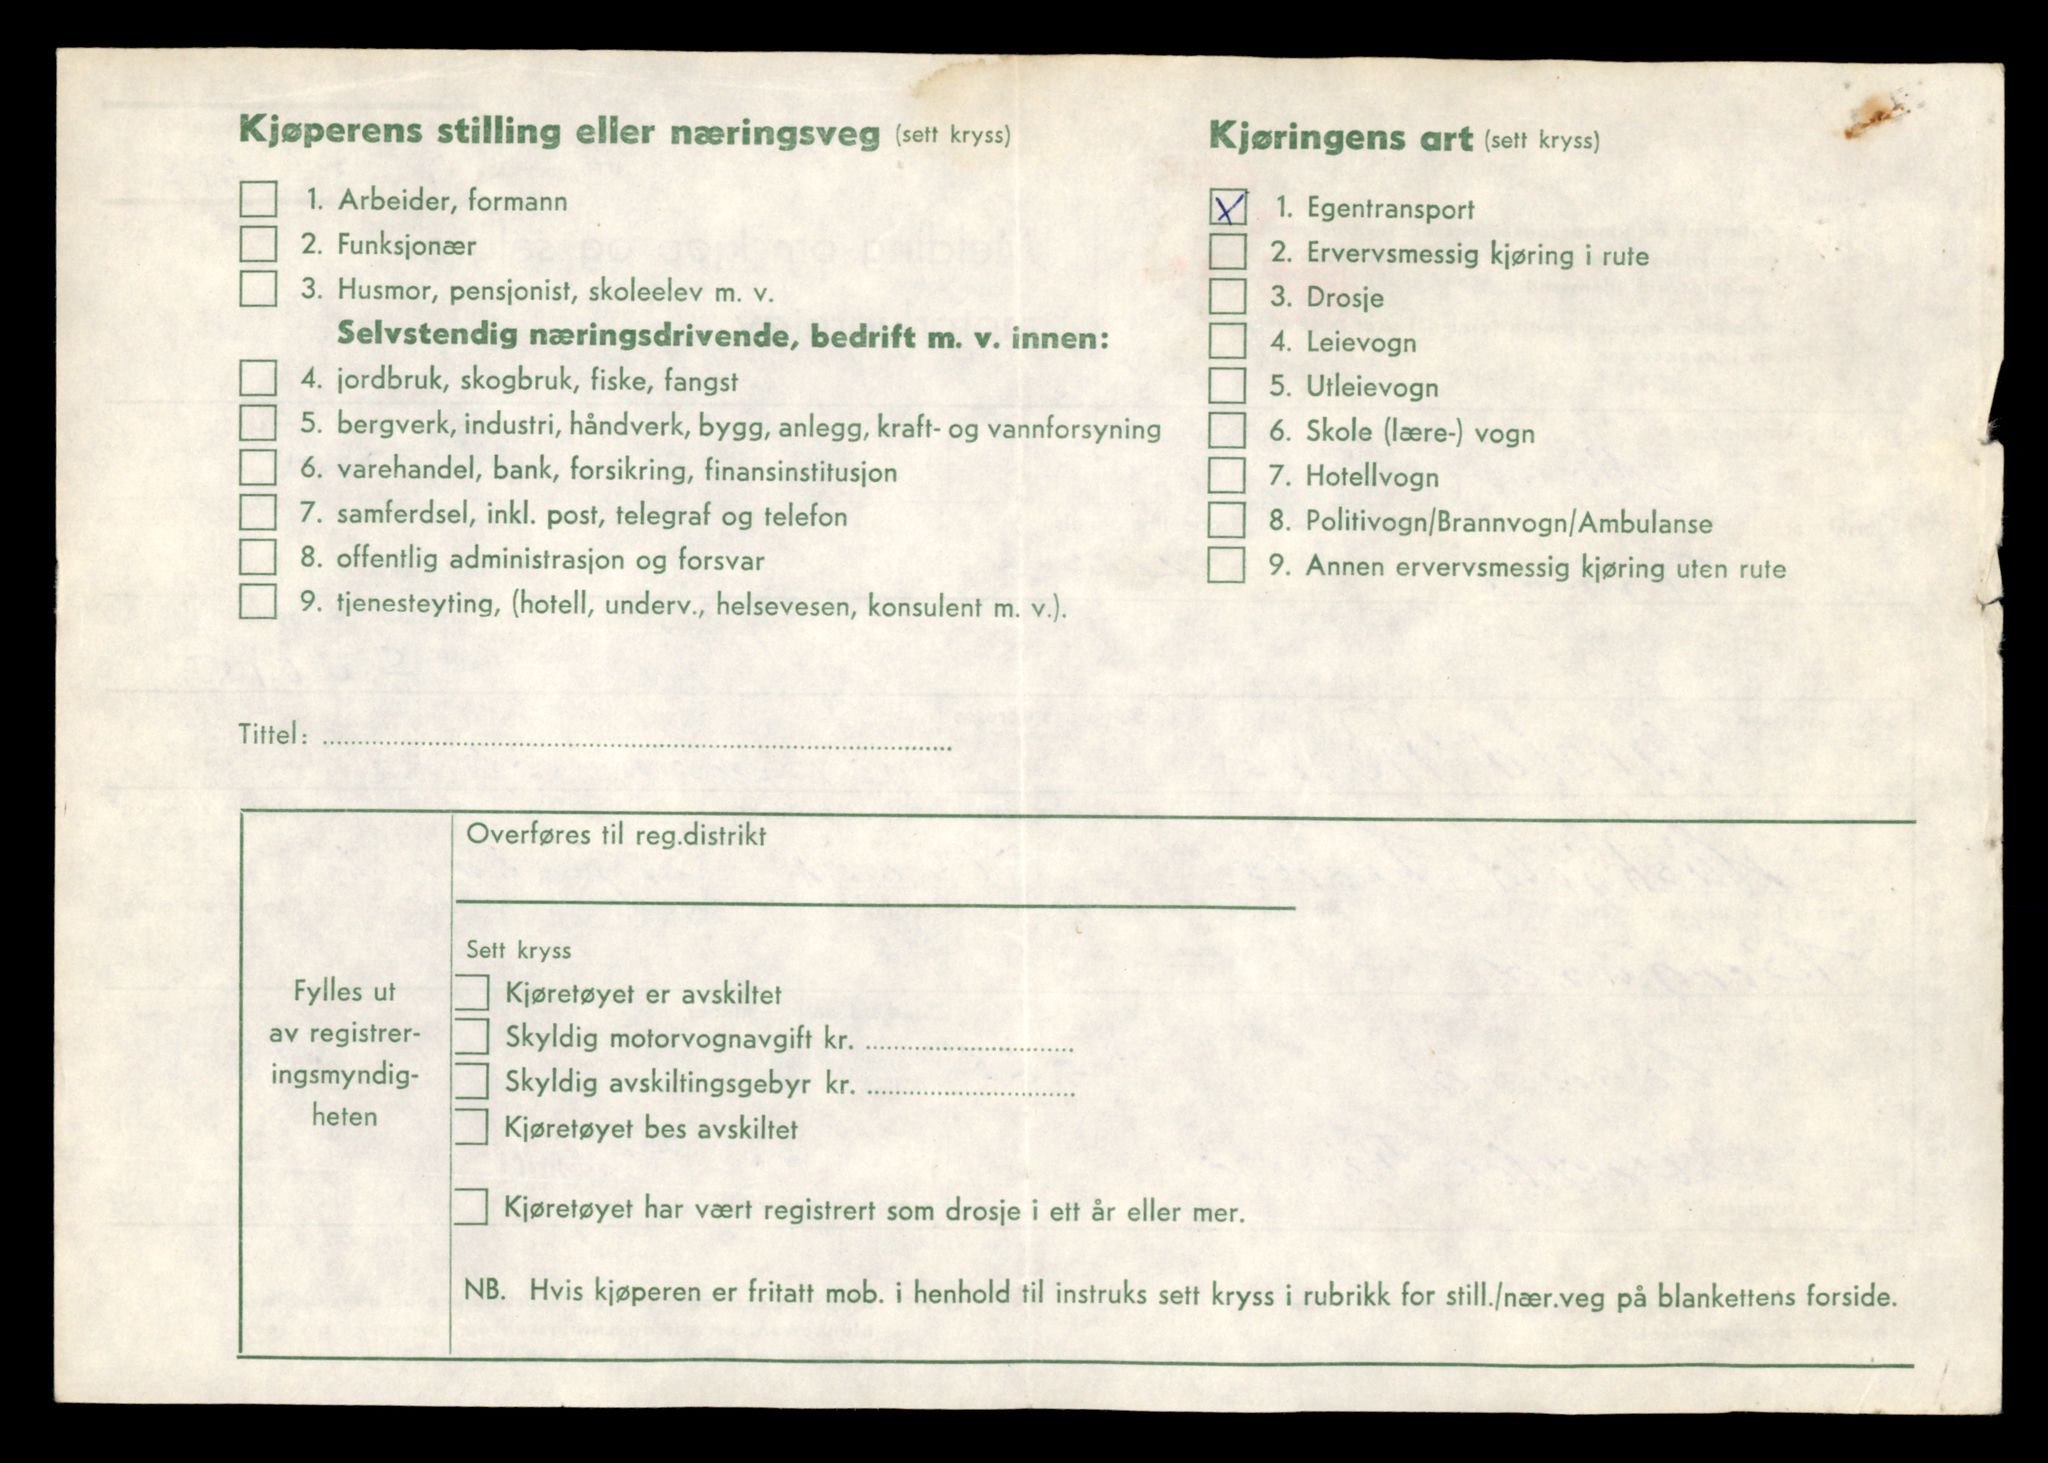 Kjøperens stilling eller næringsveg (sett kryss)
1. Arbeider, formann
2. Funksjonær
3. Husmor, pensjonist, skoleelev m. v.
Selvstendig næringsdrivende, bedrift m. v. innen:
4. jordbruk, skogbruk, fiske, fangst
5. bergverk, industri, håndverk, bygg, anlegg, kraft- og vannforsyning
6. varehandel, bank, forsikring, finansinstitusjon
7. samferdsel, inkl. post, telegraf og telefon
8. offentlig administrasjon og forsvar
9. tjenesteyting, (hotell, underv., helsevesen, konsulent m. v.).
Kjøringens art (sett kryss)
X 1. Egentransport
2. Ervervsmessig kjøring i rute
3. Drosje
4. Leievogn
5. Utleievogn
6. Skole (lære-) vogn
7. Hotellvogn
8. Politivogn/Brannvogn/Ambulanse
9. Annen ervervsmessig kjøring uten rute
Tittel:
Fylles ut
av registrer-
ingsmyndig-
heten
Overføres til reg.distrikt
Sett kryss
Kjøretøyet er avskiltet
Skyldig motorvognavgift kr.
Skyldig avskiltingsgebyr kr.
Kjøretøyet bes avskiltet
Kjøretøyet har vært registrert som drosje i ett år eller mer.
NB. Hvis kjøperen er fritatt mob. i henhold til instruks sett kryss i rubrikk for still./nær.veg på blankettens forside.